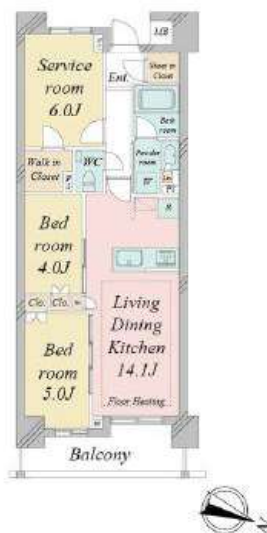 MB
Service
room
6.0J
Ent.
Shoes in
Closet
Bath
room
Walk in
Closet
WC
Powder
room
W
R
Bed
room
4.0J
Clo.
Clo.
Living
Dining
Kitchen
14.1J
Bed
room
5.0J
Floor Heating
Balcony
N